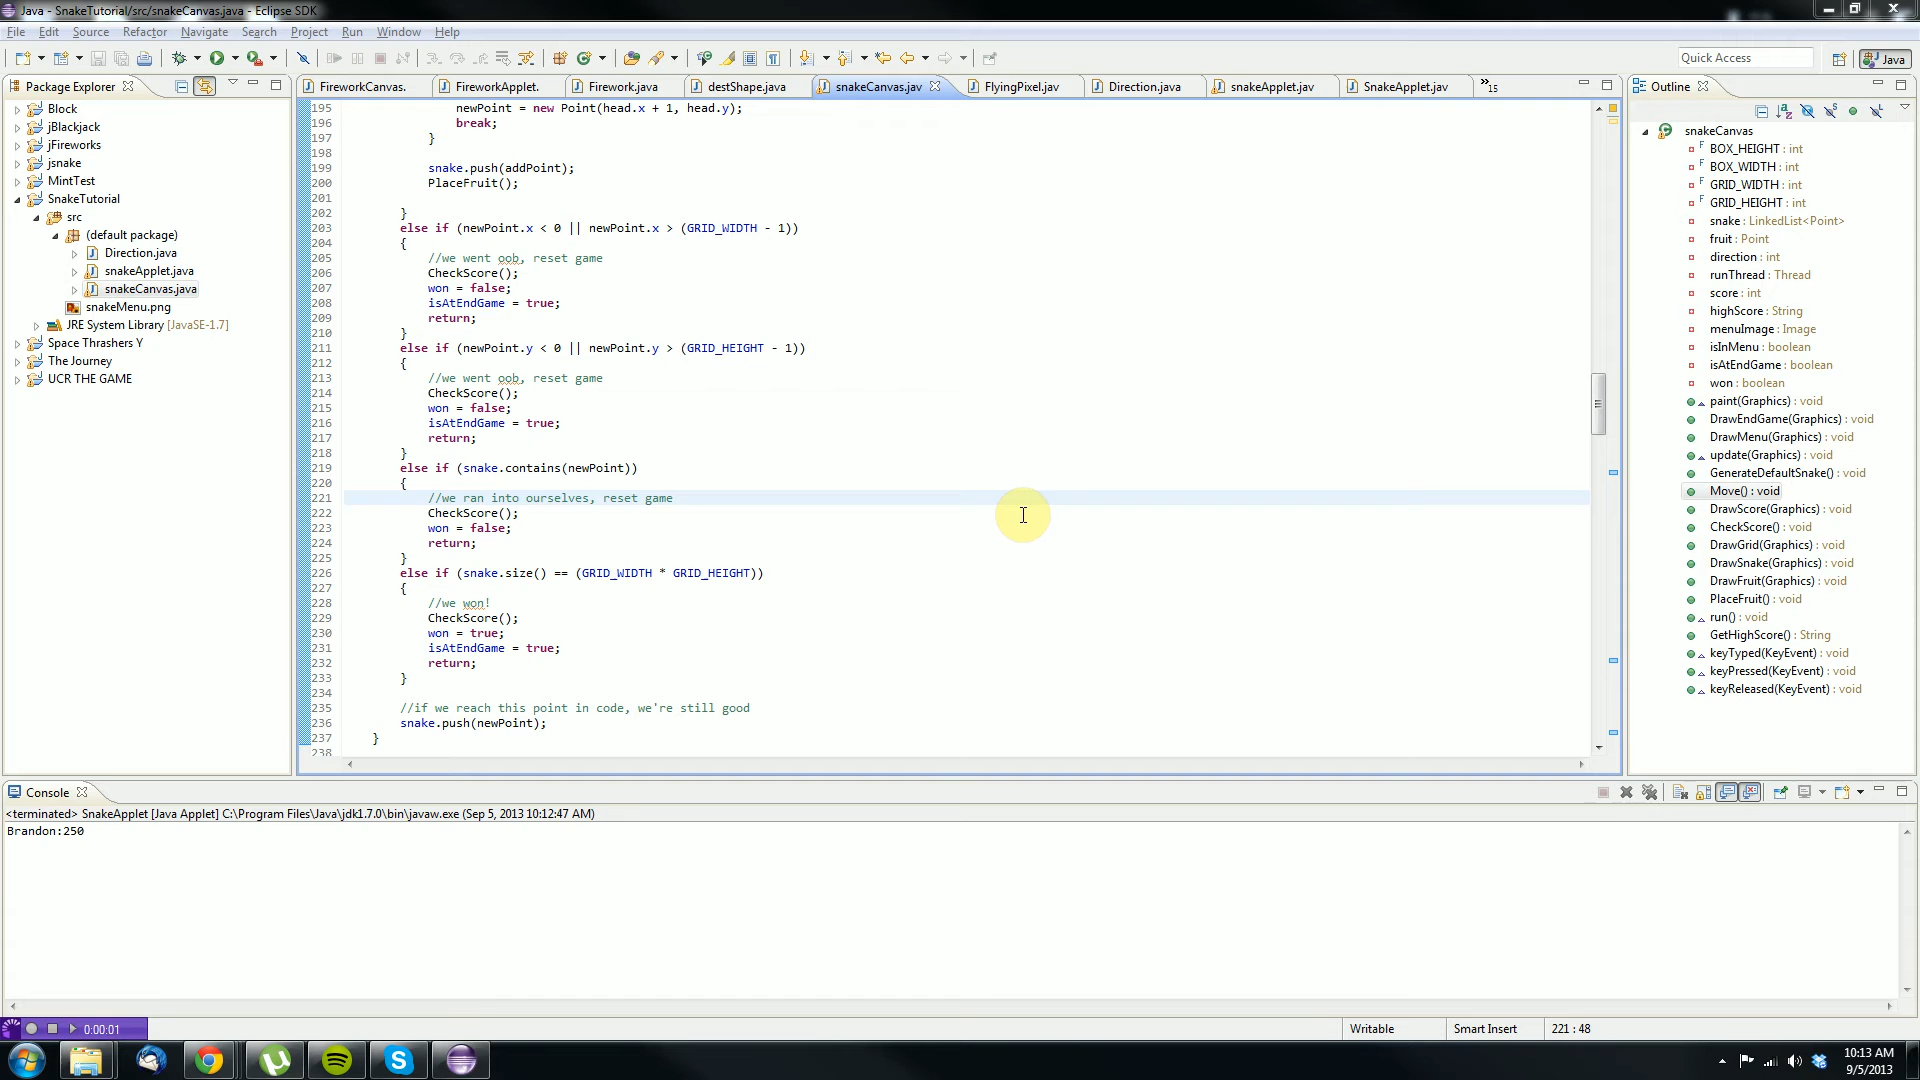 Java - SnakeTutorial/src/snakeCanvas.java - Eclipse SDK
File Edit Source Refactor Navigate Search Project Run Window Help
Quick Access
Java
Package Explorer
Block
jBlackjack
jFireworks
jsnake
MintTest
SnakeTutorial
src
(default package)
Direction.java
snakeApplet.java
snakeCanvas.java
snakeMenu.png
JRE System Library [JavaSE-1.7]
Space Thrashers Y
The Journey
UCR THE GAME
FireworkCanvas. FireworkApplet. Firework.java destShape.java snakeCanvas.jav FlyingPixel.jav Direction.java snakeApplet.jav SnakeApplet.jav »15
195 newPoint = new Point(head.x + 1, head.y);
196 break;
197 }
198
199 snake.push(addPoint);
200 PlaceFruit();
201
202 }
203 else if (newPoint.x < 0 || newPoint.x > (GRID_WIDTH - 1))
204 {
205 //we went oob, reset game
206 CheckScore();
207 won = false;
208 isAtEndGame = true;
209 return;
210 }
211 else if (newPoint.y < 0 || newPoint.y > (GRID_HEIGHT - 1))
212 {
213 //we went oob, reset game
214 CheckScore();
215 won = false;
216 isAtEndGame = true;
217 return;
218 }
219 else if (snake.contains(newPoint))
220 {
221 //we ran into ourselves, reset game
222 CheckScore();
223 won = false;
224 return;
225 }
226 else if (snake.size() == (GRID_WIDTH * GRID_HEIGHT))
227 {
228 //we won!
229 CheckScore();
230 won = true;
231 isAtEndGame = true;
232 return;
233 }
234
235 //if we reach this point in code, we're still good
236 snake.push(newPoint);
237 }
238
Outline
snakeCanvas
BOX_HEIGHT : int
BOX_WIDTH : int
GRID_WIDTH : int
GRID_HEIGHT : int
snake : LinkedList<Point>
fruit : Point
direction : int
runThread : Thread
score : int
highScore : String
menuImage : Image
isInMenu : boolean
isAtEndGame : boolean
won : boolean
paint(Graphics) : void
DrawEndGame(Graphics) : void
DrawMenu(Graphics) : void
update(Graphics) : void
GenerateDefaultSnake() : void
Move() : void
DrawScore(Graphics) : void
CheckScore() : void
DrawGrid(Graphics) : void
DrawSnake(Graphics) : void
DrawFruit(Graphics) : void
PlaceFruit() : void
run() : void
GetHighScore() : String
keyTyped(KeyEvent) : void
keyPressed(KeyEvent) : void
keyReleased(KeyEvent) : void
Console
<terminated> SnakeApplet [Java Applet] C:\Program Files\Java\jdk1.7.0\bin\javaw.exe (Sep 5, 2013 10:12:47 AM)
Brandon:250
0:00:01
Writable Smart Insert 221 : 48
10:13 AM
9/5/2013